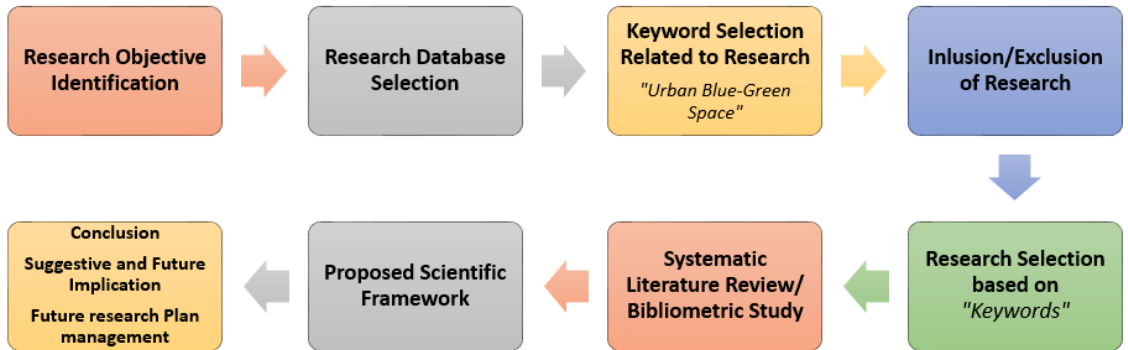 Research Objective
Identification
Research Database
Selection
Keyword Selection
Related to Research
"Urban Blue-Green
Space"
Inlusion/Exclusion
of Research
Research Selection
based on
"Keywords"
Systematic
Literature Review/
Bibliometric Study
Proposed Scientific
Framework
Conclusion
Suggestive and Future
Implication
Future research Plan
management